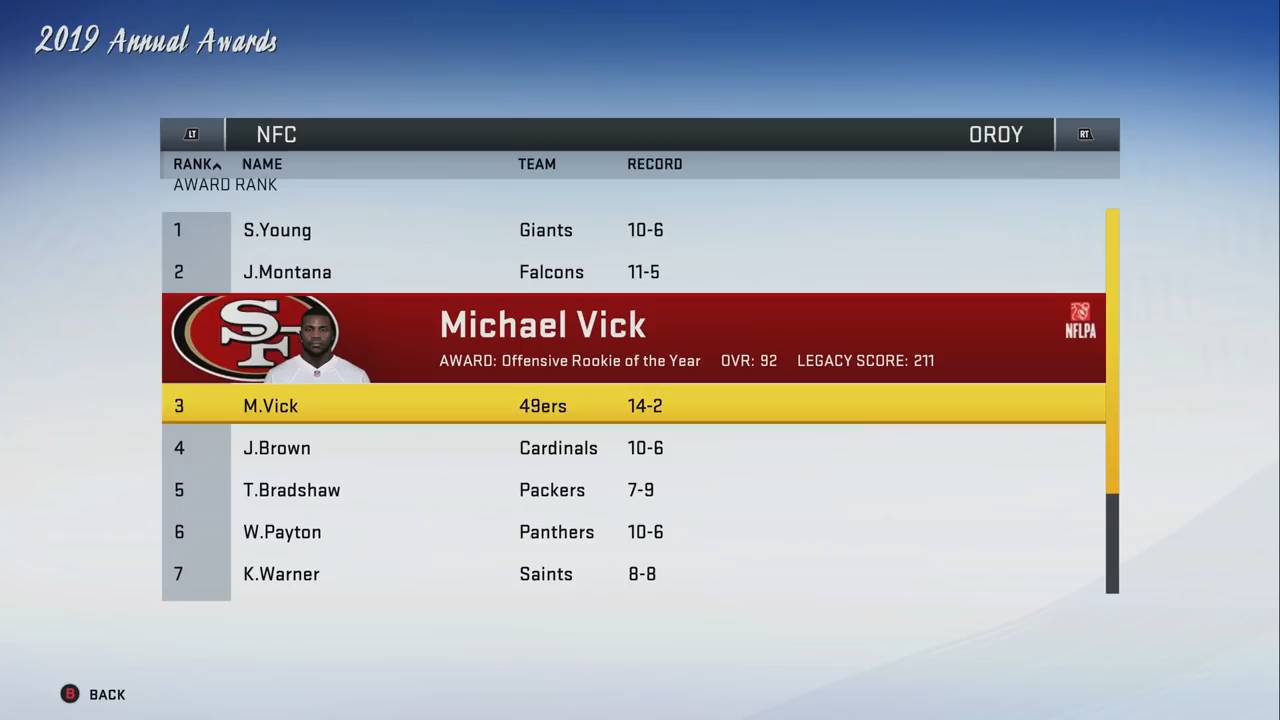 2019 Annual Awards
LT NFC OROY RT
RANK NAME TEAM RECORD
AWARD RANK
1 S.Young Giants 10-6
2 J.Montana Falcons 11-5
SF Michael Vick NFLPA
AWARD: Offensive Rookie of the Year OVR: 92 LEGACY SCORE: 211
3 M.Vick 49ers 14-2
4 J.Brown Cardinals 10-6
5 T.Bradshaw Packers 7-9
6 W.Payton Panthers 10-6
7 K.Warner Saints 8-8
B BACK